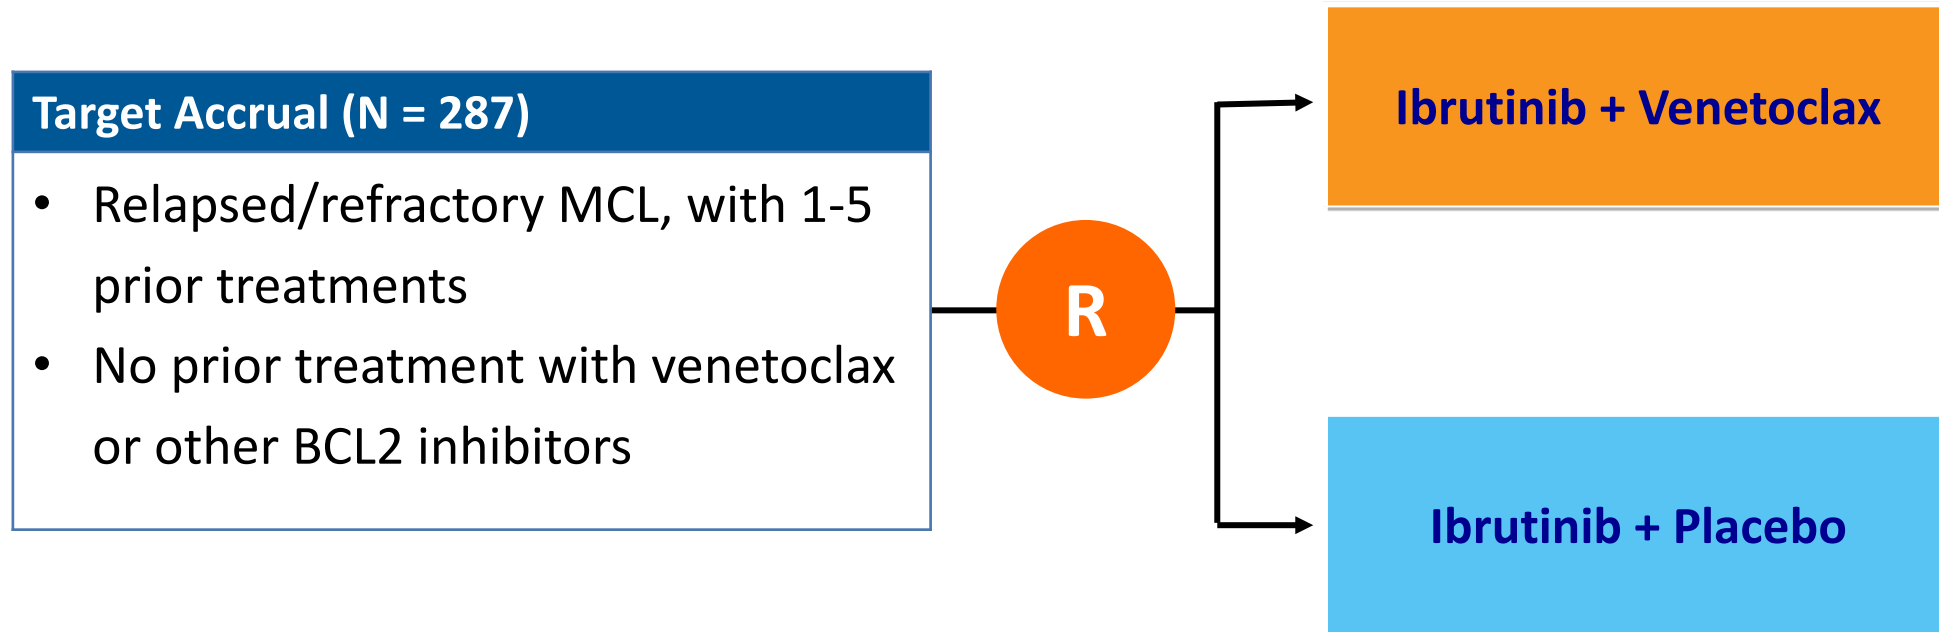 Target Accrual (N = 287)
• Relapsed/refractory MCL, with 1-5
prior treatments
• No prior treatment with venetoclax
or other BCL2 inhibitors
R
Ibrutinib + Venetoclax
Ibrutinib + Placebo